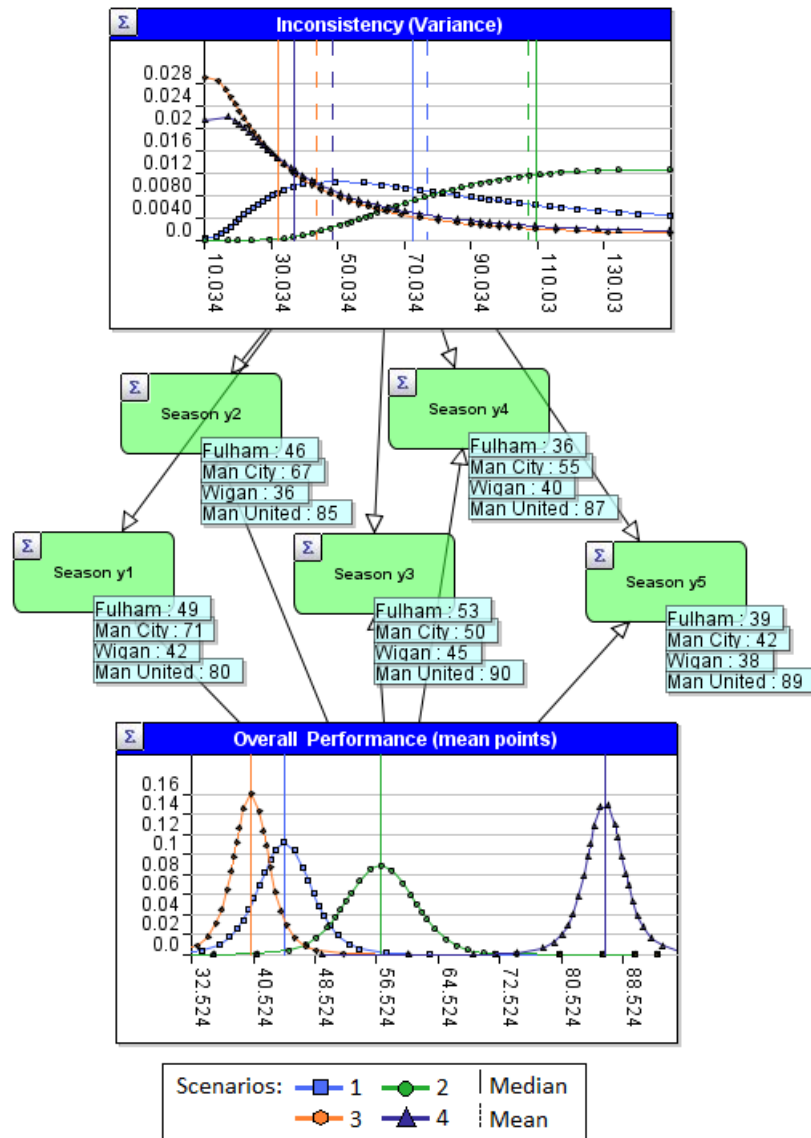 Σ Inconsistency (Variance)
0.028
0.024
0.02
0.016
0.012
0.0080
0.0040
0.0
10.034 30.034 50.034 70.034 90.034 110.03 130.03
Σ Season y2
Fulham : 46
Man City : 67
Wigan : 36
Man United : 85
Σ Season y4
Fulham : 36
Man City : 55
Wigan : 40
Man United : 87
Σ Season y1
Fulham : 49
Man City : 71
Wigan : 42
Man United : 80
Σ Season y3
Fulham : 53
Man City : 50
Wigan : 45
Man United : 90
Σ Season y5
Fulham : 39
Man City : 42
Wigan : 38
Man United : 89
Σ Overall Performance (mean points)
0.16
0.14
0.12
0.1
0.08
0.06
0.04
0.02
0.0
32.524 40.524 48.524 56.524 64.524 72.524 80.524 88.524
Scenarios: 1 2 Median
3 4 Mean